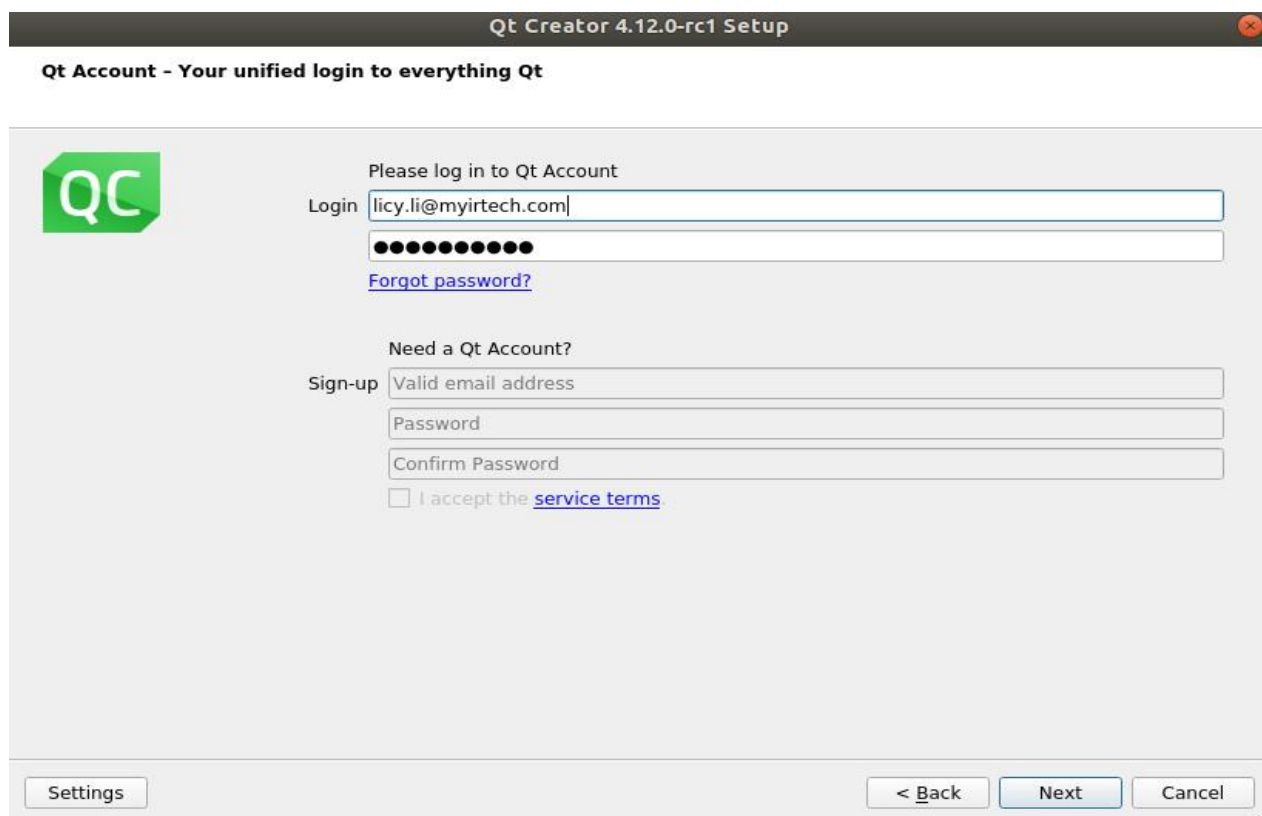 Qt Creator 4.12.0-rc1 Setup
Qt Account – Your unified login to everything Qt
QC
Please log in to Qt Account
Login licy.li@myirtech.com
●●●●●●●●●●
Forgot password?
Need a Qt Account?
Sign-up Valid email address
Password
Confirm Password
I accept the service terms.
Settings < Back Next Cancel